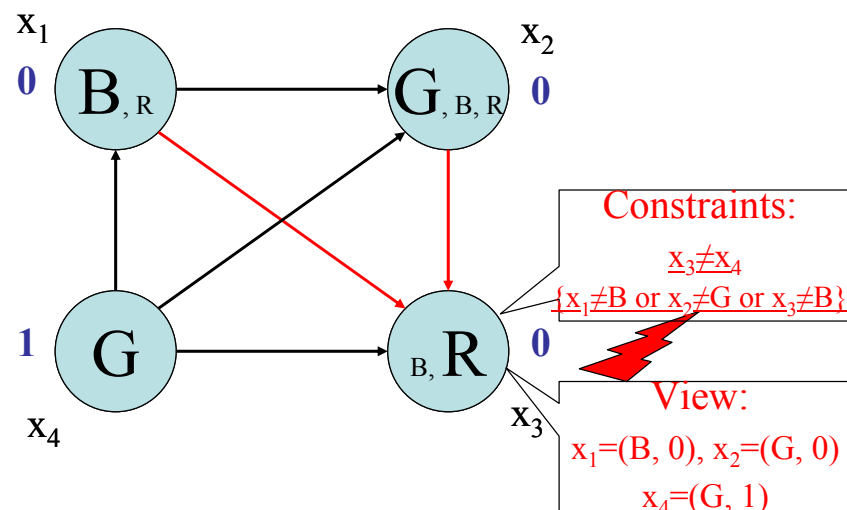 x₁
x₂
0
B, R
G, B, R
0
Constraints:
x₃≠x₄
{x₁≠B or x₂≠G or x₃≠B}
1
G
B, R
0
View:
x₄
x₃
x₁=(B, 0), x₂=(G, 0)
x₄=(G, 1)